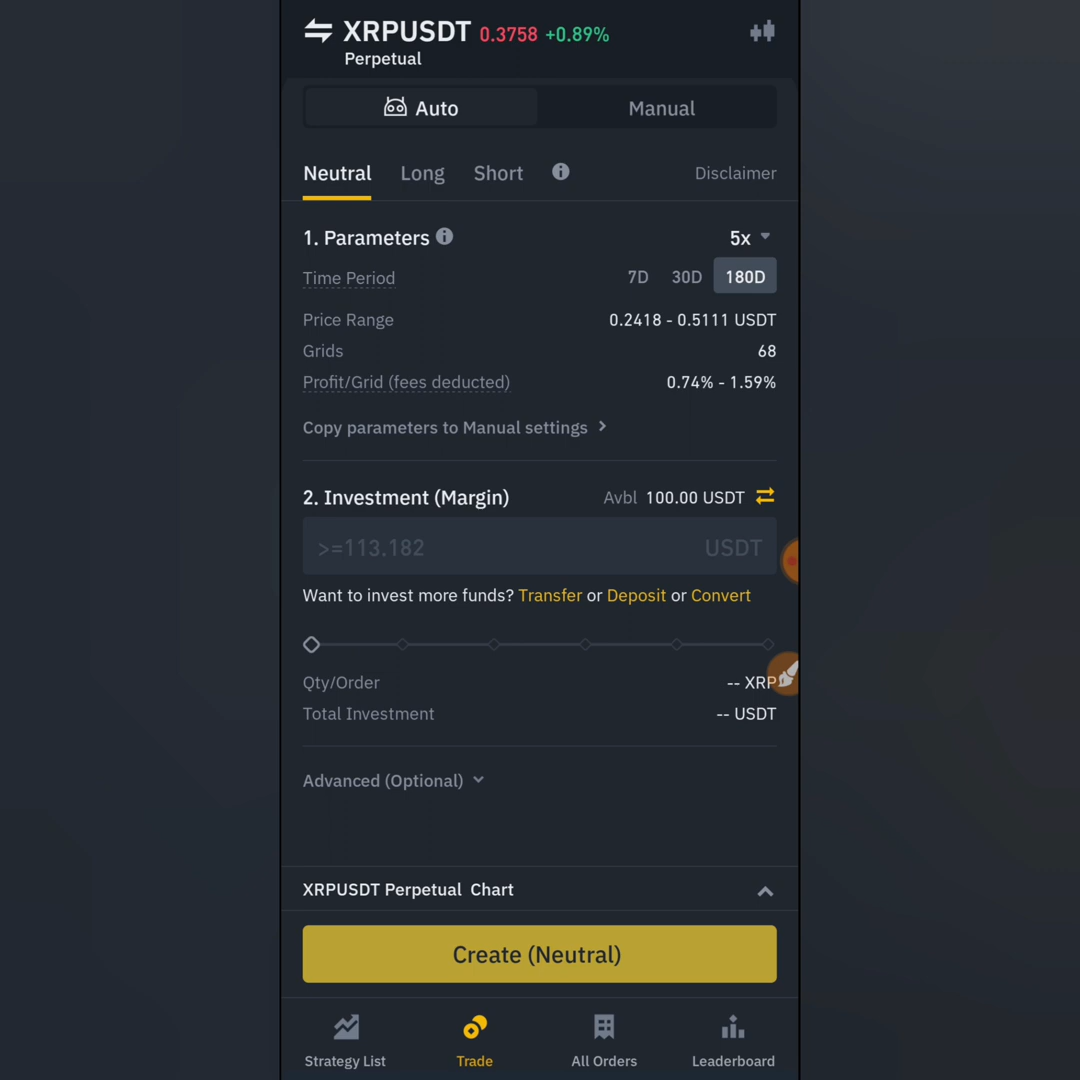 XRPUSDT 0.3758 +0.89%
Perpetual
Auto Manual
Neutral Long Short Disclaimer
1. Parameters 5x
Time Period 7D 30D 180D
Price Range 0.2418 - 0.5111 USDT
Grids 68
Profit/Grid (fees deducted) 0.74% - 1.59%
Copy parameters to Manual settings >
2. Investment (Margin) Avbl 100.00 USDT
>=113.182 USDT
Want to invest more funds? Transfer or Deposit or Convert
Qty/Order -- XRP
Total Investment -- USDT
Advanced (Optional)
XRPUSDT Perpetual Chart
Create (Neutral)
Strategy List Trade All Orders Leaderboard